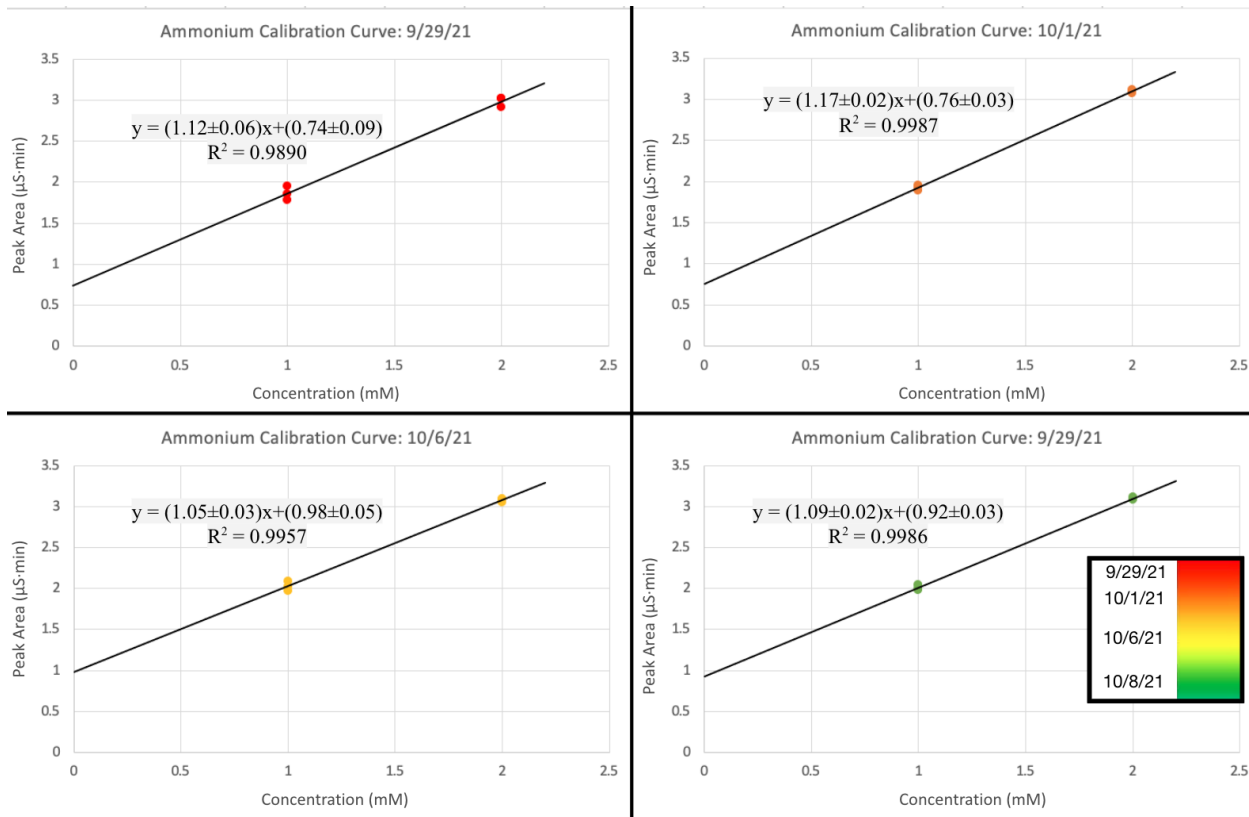 Ammonium Calibration Curve: 9/29/21
3.5
3
2.5
2
1.5
1
0.5
0
Peak Area (µS·min)
y = (1.12±0.06)x+(0.74±0.09)
R² = 0.9890
0 0.5 1 1.5 2 2.5
Concentration (mM)
Ammonium Calibration Curve: 10/1/21
3.5
3
2.5
2
1.5
1
0.5
0
Peak Area (µS·min)
y = (1.17±0.02)x+(0.76±0.03)
R² = 0.9987
0 0.5 1 1.5 2 2.5
Concentration (mM)
Ammonium Calibration Curve: 10/6/21
3.5
3
2.5
2
1.5
1
0.5
0
Peak Area (µS·min)
y = (1.05±0.03)x+(0.98±0.05)
R² = 0.9957
0 0.5 1 1.5 2 2.5
Concentration (mM)
Ammonium Calibration Curve: 9/29/21
3.5
3
2.5
2
1.5
1
0.5
0
Peak Area (µS·min)
y = (1.09±0.02)x+(0.92±0.03)
R² = 0.9986
0 0.5 1 1.5 2 2.5
Concentration (mM)
9/29/21
10/1/21
10/6/21
10/8/21